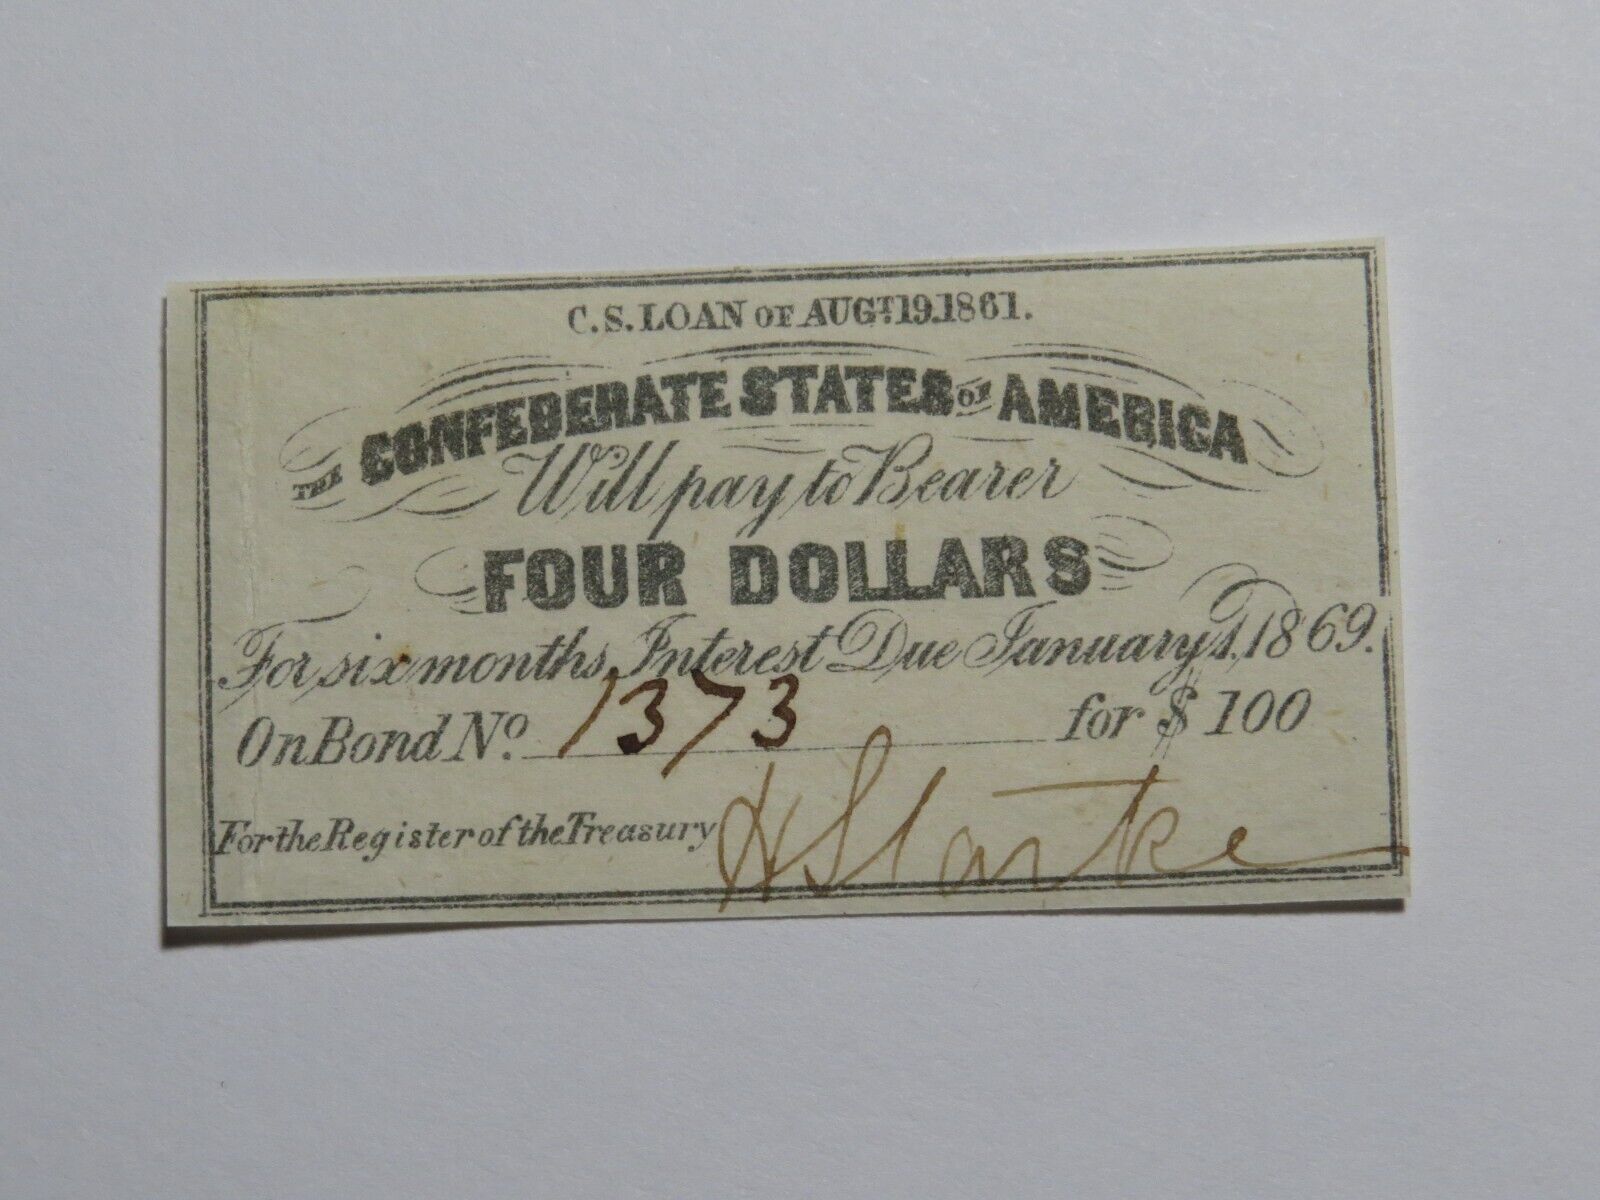 C.S. LOAN OF AUGT. 19. 1861.
THE CONFEDERATE STATES OF AMERICA
Will pay to Bearer
FOUR DOLLARS
For six months Interest Due January 1. 1869.
On Bond No. 1373 for $ 100
For the Register of the Treasury H Starke